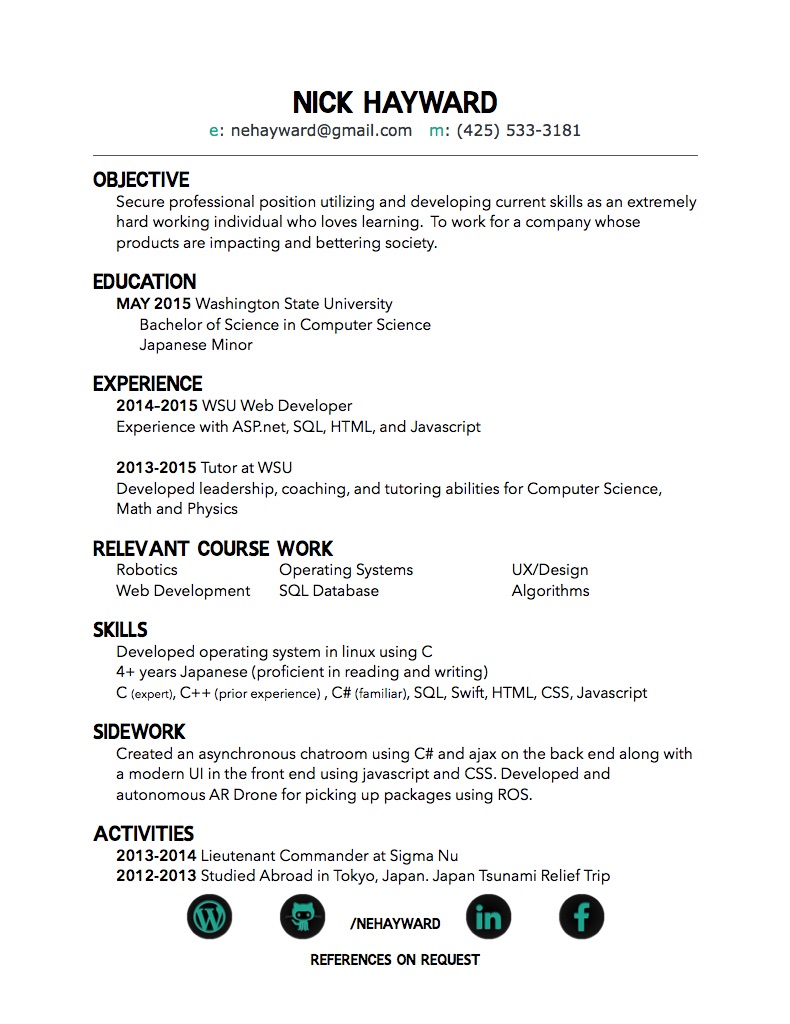 NICK HAYWARD
e: nehayward@gmail.com m: (425) 533-3181
OBJECTIVE
Secure professional position utilizing and developing current skills as an extremely
hard working individual who loves learning. To work for a company whose
products are impacting and bettering society.
EDUCATION
MAY 2015 Washington State University
Bachelor of Science in Computer Science
Japanese Minor
EXPERIENCE
2014-2015 WSU Web Developer
Experience with ASP.net, SQL, HTML, and Javascript
2013-2015 Tutor at WSU
Developed leadership, coaching, and tutoring abilities for Computer Science,
Math and Physics
RELEVANT COURSE WORK
Robotics Operating Systems UX/Design
Web Development SQL Database Algorithms
SKILLS
Developed operating system in linux using C
4+ years Japanese (proficient in reading and writing)
C (expert), C++ (prior experience) , C# (familiar), SQL, Swift, HTML, CSS, Javascript
SIDEWORK
Created an asynchronous chatroom using C# and ajax on the back end along with
a modern UI in the front end using javascript and CSS. Developed and
autonomous AR Drone for picking up packages using ROS.
ACTIVITIES
2013-2014 Lieutenant Commander at Sigma Nu
2012-2013 Studied Abroad in Tokyo, Japan. Japan Tsunami Relief Trip
/NEHAYWARD in f
REFERENCES ON REQUEST